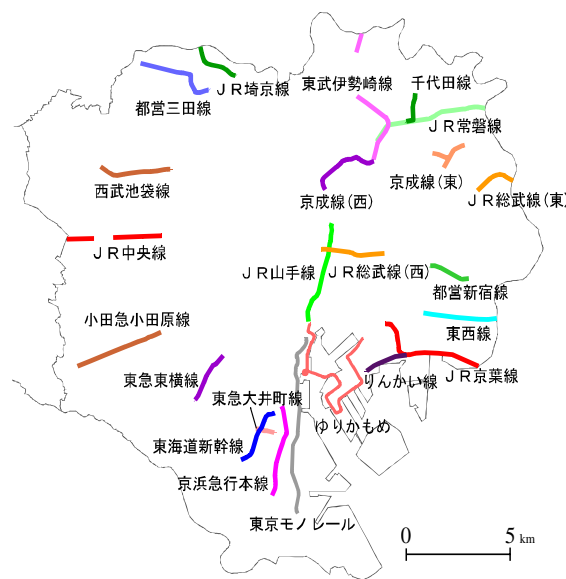 東武伊勢崎線
千代田線
ＪＲ埼京線
都営三田線
ＪＲ常磐線
京成線(東)
西武池袋線
京成線(西)
ＪＲ総武線(東)
ＪＲ中央線
ＪＲ山手線
ＪＲ総武線(西)
都営新宿線
小田急小田原線
東西線
東急東横線
りんかい線
ＪＲ京葉線
東急大井町線
ゆりかもめ
東海道新幹線
京浜急行本線
東京モノレール
0
5 km